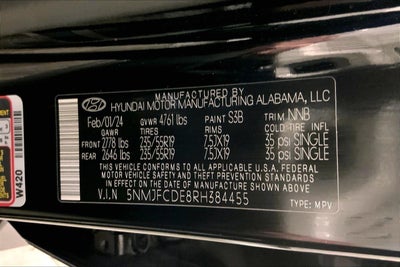 MANUFACTURED BY
HYUNDAI MOTOR MANUFACTURING ALABAMA, LLC
Feb/01/24 GVWR 4761 lbs PAINT S3B TRIM NNB
GAWR TIRES RIMS COLD TIRE INFL
FRONT 2778 lbs 235/55R19 7.5JX19 35 psi SINGLE
REAR 2646 lbs 235/55R19 7.5JX19 35 psi SINGLE
THIS VEHICLE CONFORMS TO ALL APPLICABLE U.S.A. FEDERAL
MOTOR VEHICLE SAFETY AND THEFT PREVENTION STANDARDS
IN EFFECT ON THE DATE OF MANUFACTURE SHOWN ABOVE.
V.I.N 5NMJFCDE8RH384455 TYPE: MPV
W420